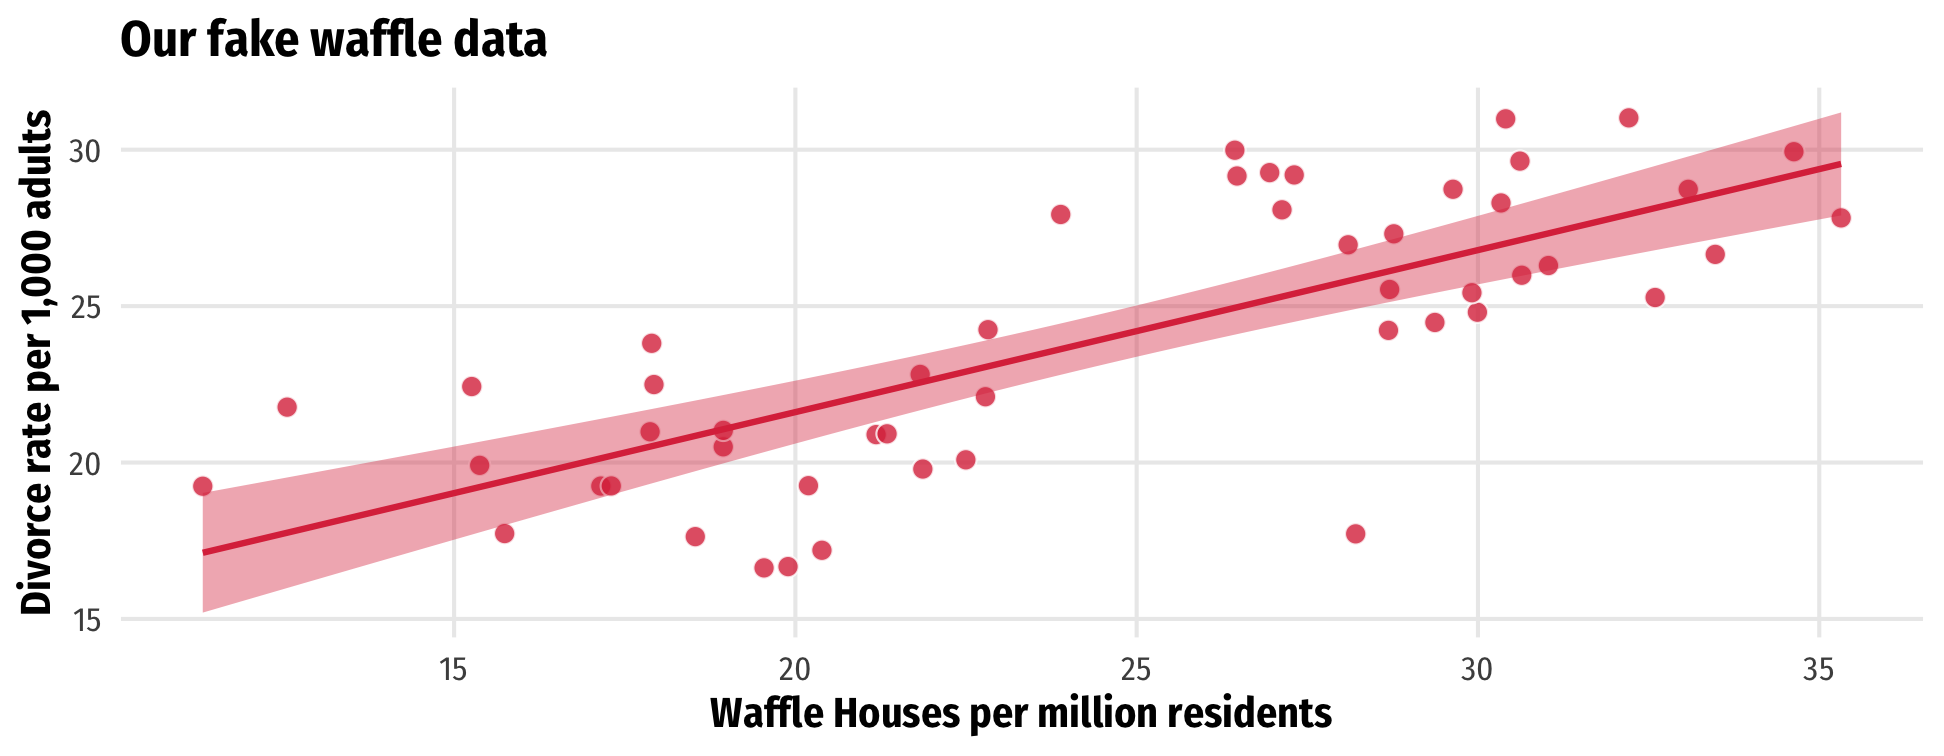 Our fake waffle data
Divorce rate per 1,000 adults
30
25
20
15
15 20 25 30 35
Waffle Houses per million residents